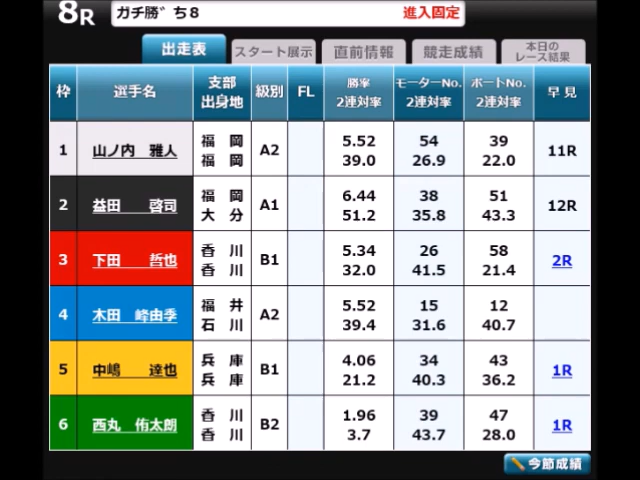 8R ガチ勝゛ち8 進入固定
出走表 スタート展示 直前情報 競走成績 本日の
レース結果
枠 選手名 支部 級別 FL 勝率 モーターNo. ボートNo. 早見
出身地 2連対率 2連対率 2連対率
1 山ノ内 雅人 福岡 A2 5.52 54 39 11R
福岡 39.0 26.9 22.0
2 益田 啓司 福岡 A1 6.44 38 51 12R
大分 51.2 35.8 43.3
3 下田 哲也 香川 B1 5.34 26 58 2R
香川 32.0 41.5 21.4
4 木田 峰由季 福井 A2 5.52 15 12
石川 39.4 31.6 40.7
5 中嶋 達也 兵庫 B1 4.06 34 43 1R
兵庫 21.2 40.3 36.2
6 西丸 侑太朗 香川 B2 1.96 39 47 1R
香川 3.7 43.7 28.0
今節成績